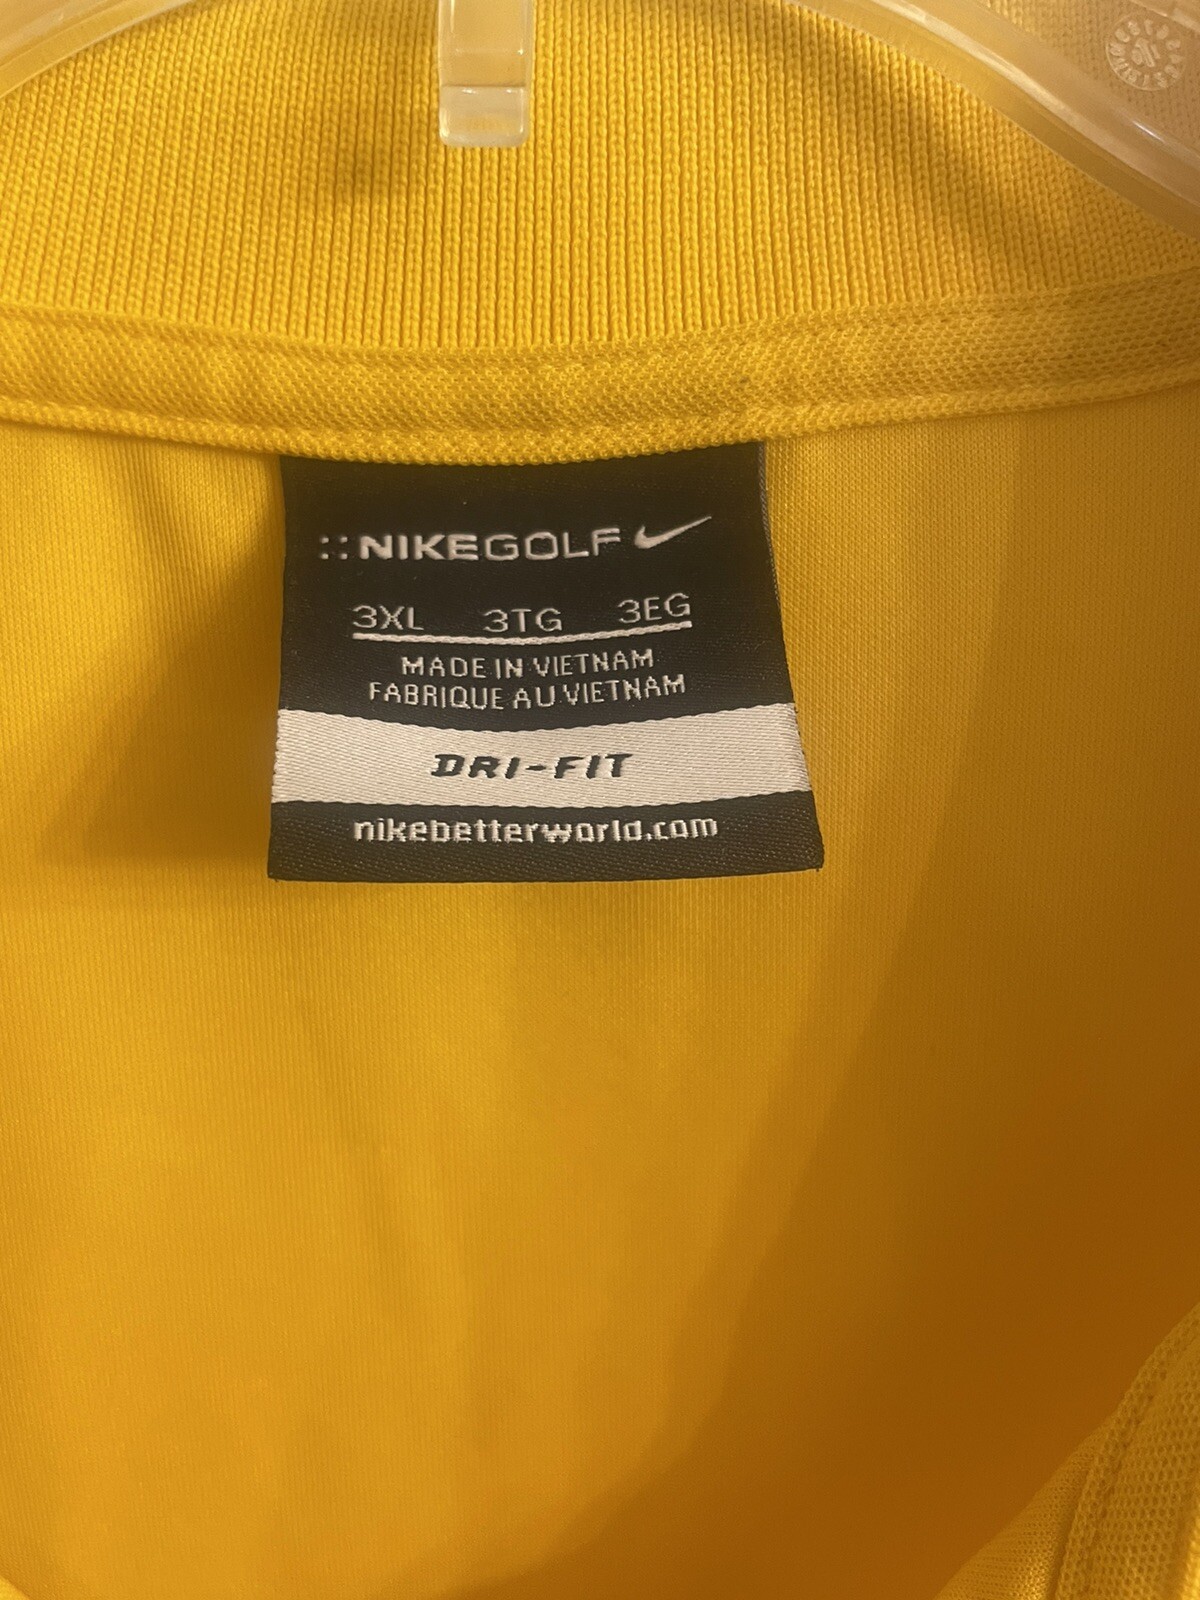 NIKEGOLF
3XL 3TG 3EG
MADE IN VIETNAM
FABRIQUE AU VIETNAM
DRI-FIT
nikebetterworld.com